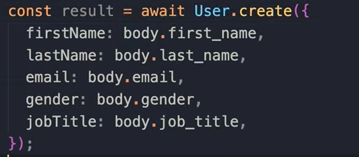 const result = await User.create({
  firstName: body.first_name,
  lastName: body.last_name,
  email: body.email,
  gender: body.gender,
  jobTitle: body.job_title,
});